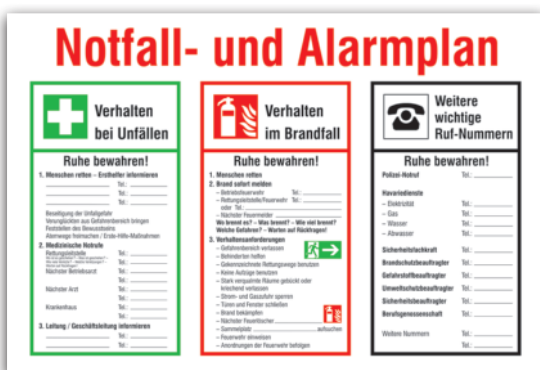 Notfall- und Alarmplan
Verhalten
bei Unfällen
Ruhe bewahren!
1. Menschen retten – Ersthelfer informieren
Tel.:
Tel.:
Tel.:
Beseitigung der Unfallgefahr
Verunglückten aus Gefahrenbereich bringen
Feststellen des Bewusstseins
Atemwege freimachen / Erste-Hilfe-Maßnahmen
2. Medizinische Notrufe
Rettungsleitstelle Tel.:
Nächster Betriebsarzt Tel.:
Tel.:
Nächster Arzt Tel.:
Tel.:
Krankenhaus Tel.:
Tel.:
3. Leitung / Geschäftsleitung informieren
Tel.:
Tel.:
Verhalten
im Brandfall
Ruhe bewahren!
1. Menschen retten
2. Brand sofort melden
– Betriebsfeuerwehr Tel.:
– Rettungsleitstelle/Feuerwehr Tel.:
oder Tel.:
– Nächster Feuermelder
Wo brennt es? – Was brennt? – Wie viel brennt?
Welche Gefahren? – Warten auf Rückfragen!
3. Verhaltensanforderungen
– Gefahrenbereich verlassen
– Behinderten helfen
– Gekennzeichnete Rettungswege benutzen
– Keine Aufzüge benutzen
– Stark verqualmte Räume gebückt oder
kriechend verlassen
– Strom- und Gaszufuhr sperren
– Türen und Fenster schließen
– Brand bekämpfen
– Nächster Feuerlöscher
– Sammelplatz aufsuchen
– Feuerwehr einweisen
– Anordnungen der Feuerwehr befolgen
Weitere
wichtige
Ruf-Nummern
Ruhe bewahren!
Polizei-Notruf Tel.:
Havariedienste
– Elektrizität Tel.:
– Gas Tel.:
– Wasser Tel.:
– Abwasser Tel.:
Sicherheitsfachkraft Tel.:
Brandschutzbeauftragter Tel.:
Gefahrstoffbeauftragter Tel.:
Umweltschutzbeauftragter Tel.:
Sicherheitsbeauftragter Tel.:
Berufsgenossenschaft Tel.:
Weitere Nummern Tel.:
Tel.: